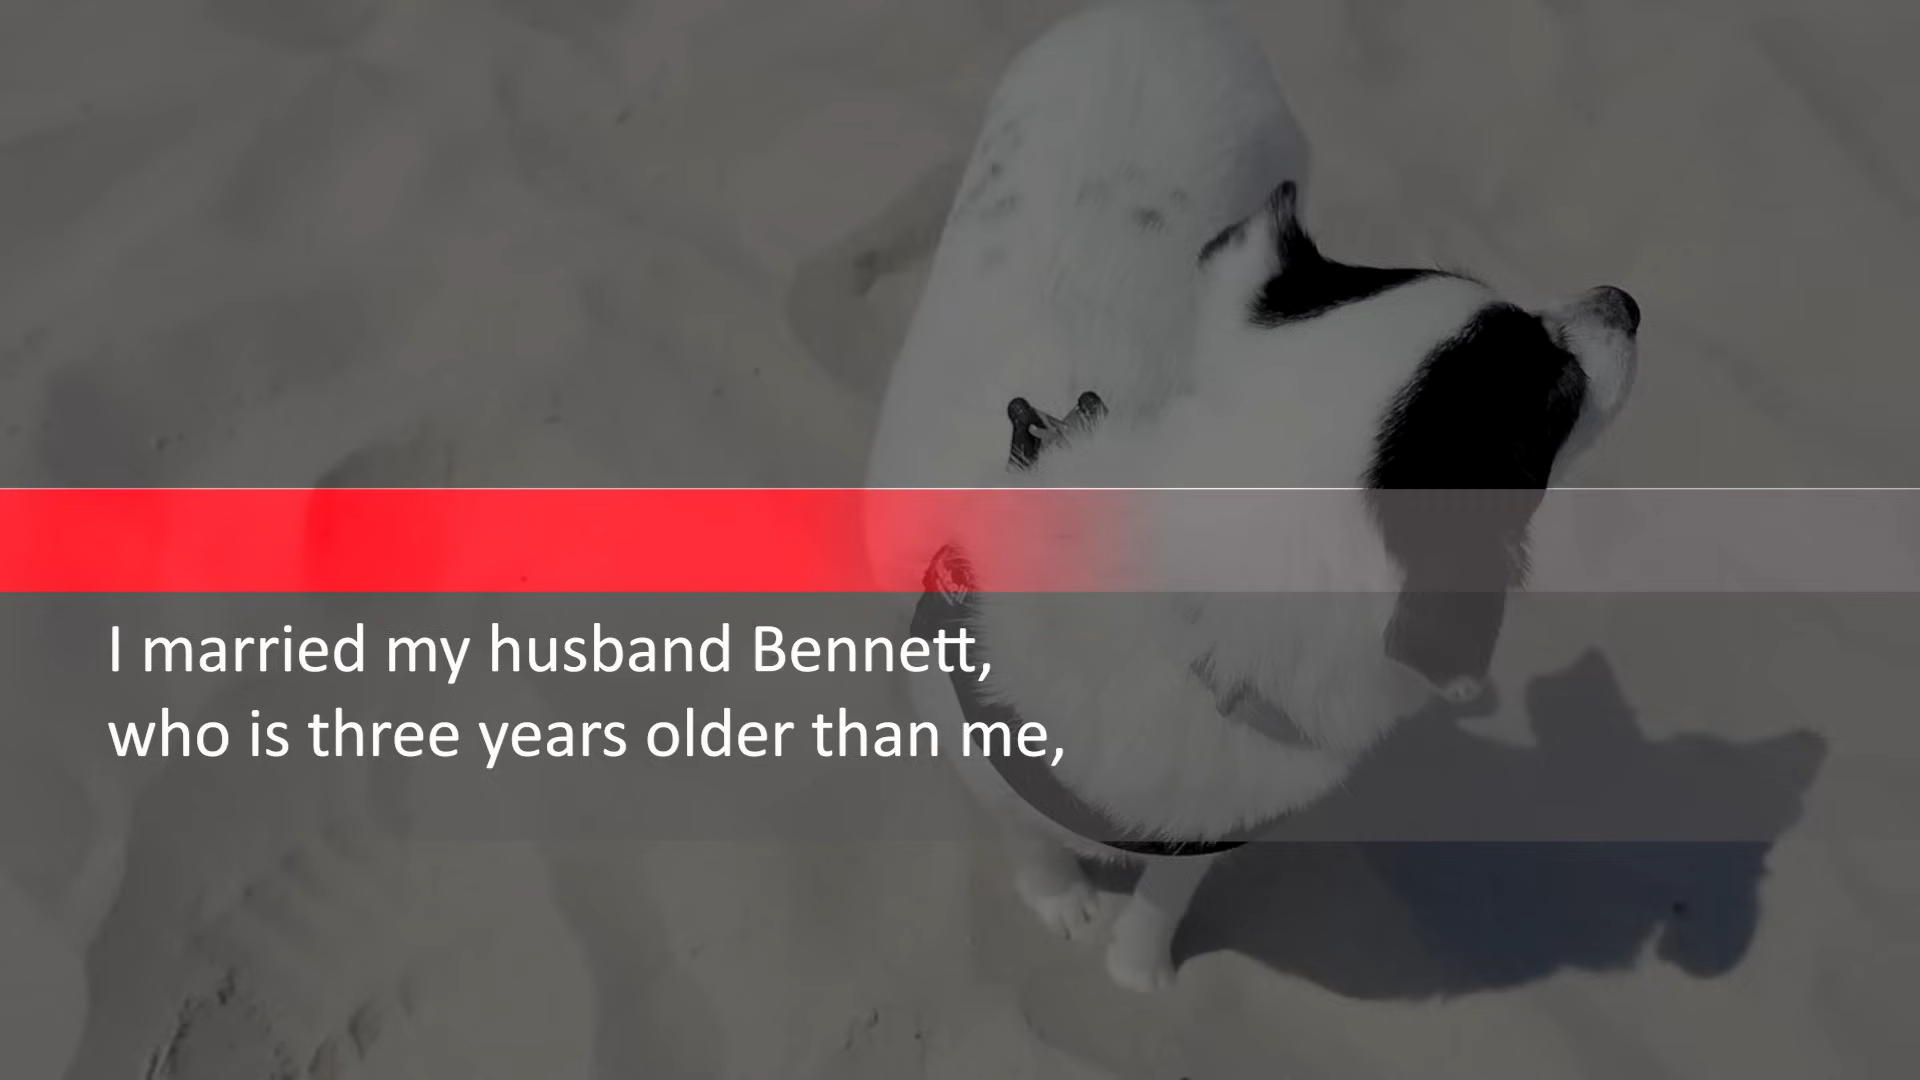 I married my husband Bennett,
who is three years older than me,